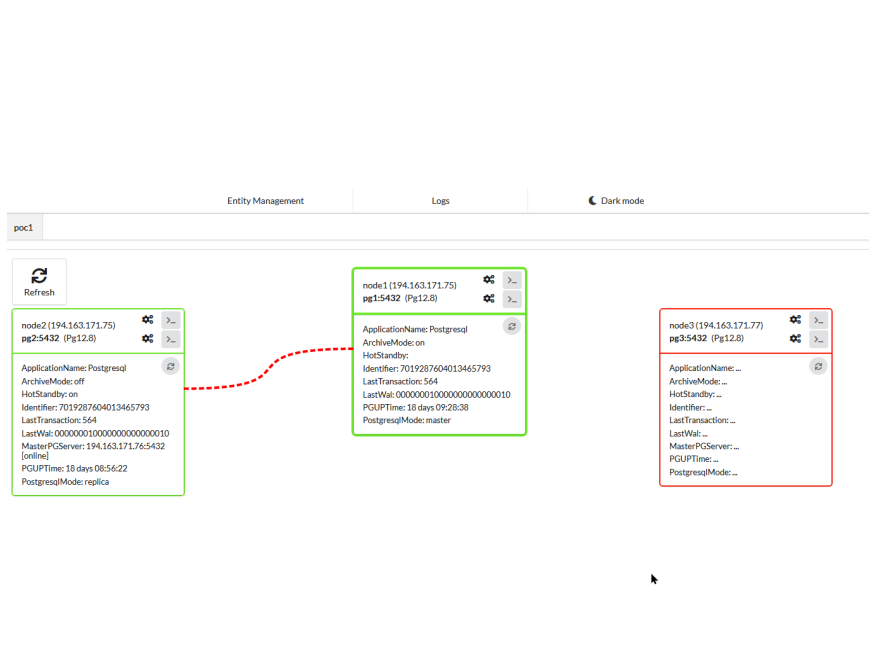 Entity Management
Logs
Dark mode
poc1
Refresh
node2 (194.163.171.75)
pg2:5432 (Pg12.8)
ApplicationName: Postgresql
ArchiveMode: off
HotStandby: on
Identifier: 7019287604013465793
LastTransaction: 564
LastWal: 000000010000000000000010
MasterPGServer: 194.163.171.76:5432
[online]
PGUPTime: 18 days 08:56:22
PostgresqlMode: replica
node1 (194.163.171.75)
pg1:5432 (Pg12.8)
ApplicationName: Postgresql
ArchiveMode: on
HotStandby:
Identifier: 7019287604013465793
LastTransaction: 564
LastWal: 000000010000000000000010
PGUPTime: 18 days 09:28:38
PostgresqlMode: master
node3 (194.163.171.77)
pg3:5432 (Pg12.8)
ApplicationName: ...
ArchiveMode: ...
HotStandby: ...
Identifier: ...
LastTransaction: ...
LastWal: ...
MasterPGServer: ...
PGUPTime: ...
PostgresqlMode: ...